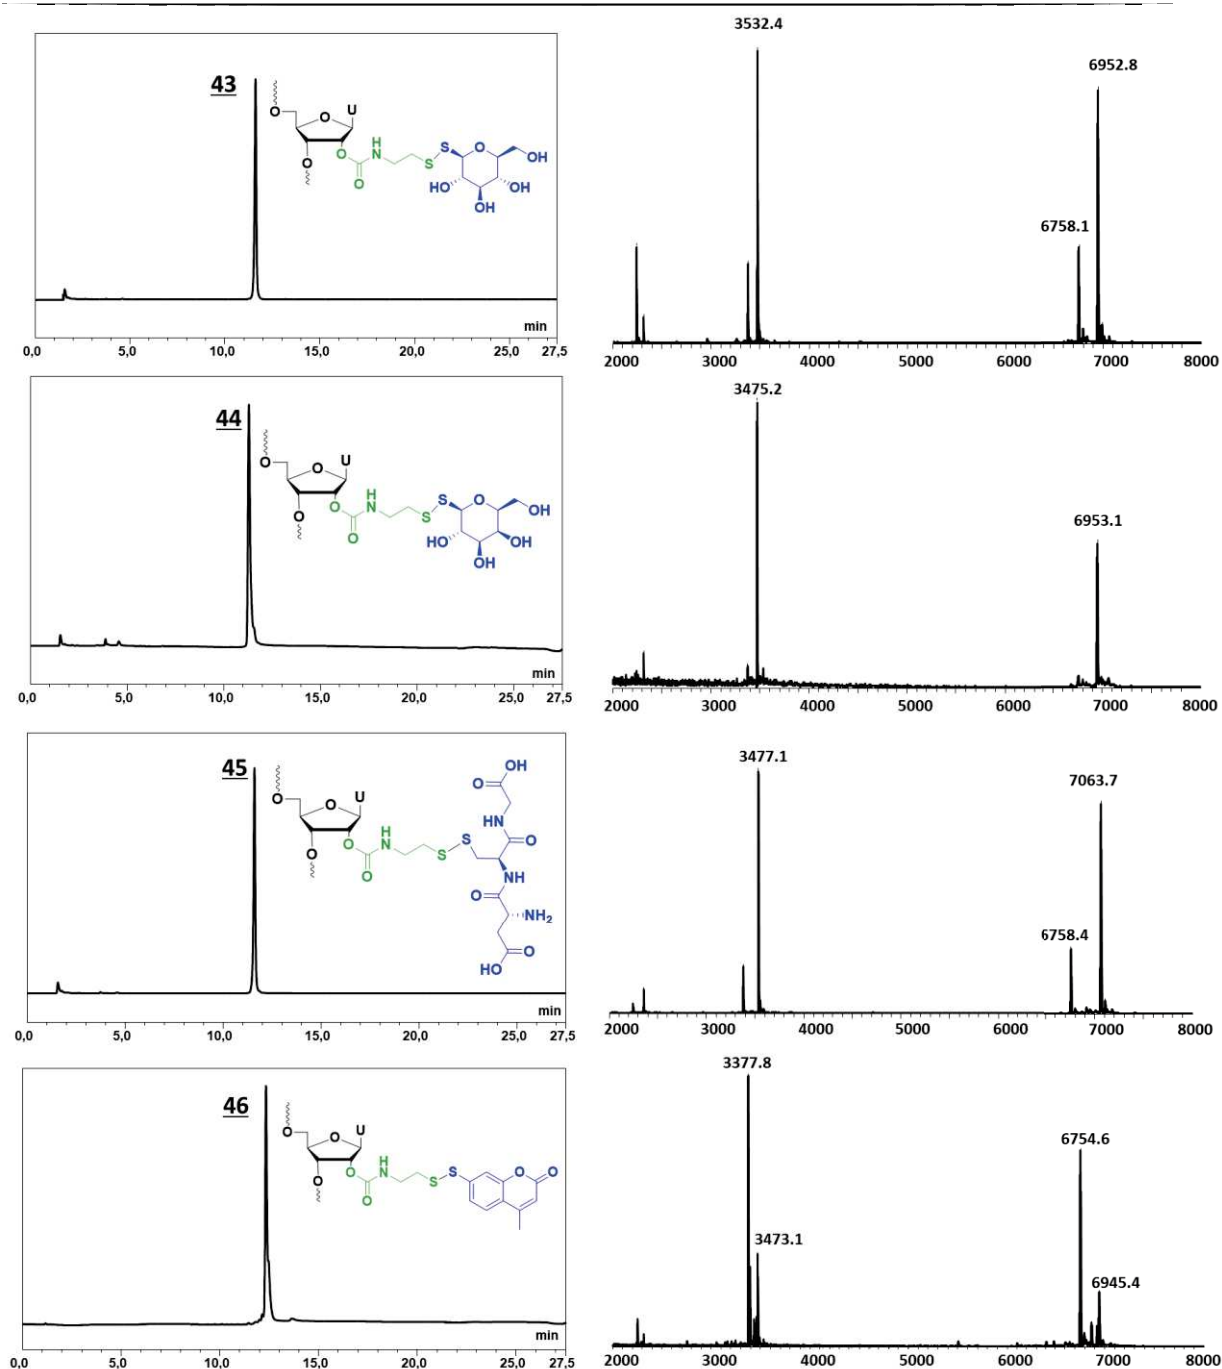 3532.4
6952.8
43
6758.1
O
O
U
O
O
H
N
O
S
S
O
OH
HO
OH
OH
min
0,0 5,0 10,0 15,0 20,0 25,0 27,5
2000 3000 4000 5000 6000 7000 8000
3475.2
44
6953.1
O
O
U
O
O
H
N
O
S
S
O
OH
HO
OH
OH
min
0,0 5,0 10,0 15,0 20,0 25,0 27,5
2000 3000 4000 5000 6000 7000 8000
3477.1
7063.7
45
6758.4
O
O
U
O
O
H
N
O
S
S
OH
O
HN
O
NH
O
NH2
O
HO
min
0,0 5,0 10,0 15,0 20,0 25,0 27,5
2000 3000 4000 5000 6000 7000 8000
3377.8
46
6754.6
3473.1
6945.4
O
O
U
O
O
H
N
O
S
S
O
O
min
0,0 5,0 10,0 15,0 20,0 25,0 27,5
2000 3000 4000 5000 6000 7000 8000